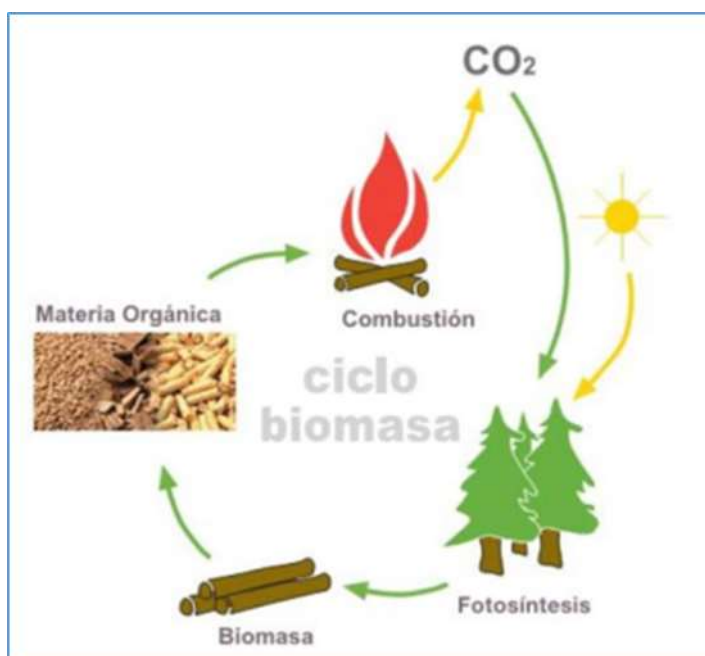 CO₂
Combustión
Materia Orgánica
ciclo
biomasa
Fotosíntesis
Biomasa